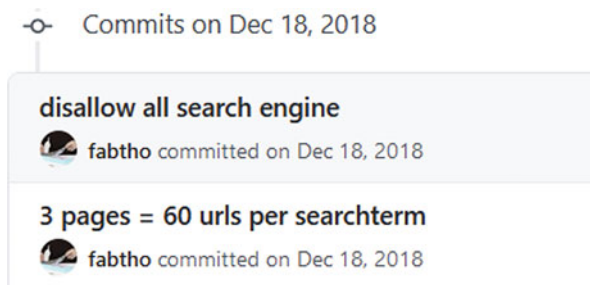 Commits on Dec 18, 2018
disallow all search engine
fabtho committed on Dec 18, 2018
3 pages = 60 urls per searchterm
fabtho committed on Dec 18, 2018